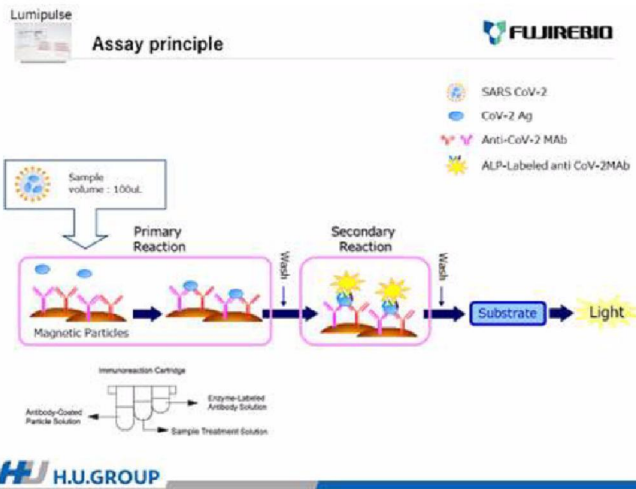 Lumipulse
Assay principle
FUJIREBIO
SARS CoV-2
CoV-2 Ag
Anti-CoV-2 MAb
ALP-Labeled anti CoV-2MAb
Sample
volume : 100uL
Primary
Reaction
Wash
Secondary
Reaction
Wash
Magnetic Particles
Substrate
Light
Immunoreaction Cartridge
Antibody-Coated
Particle Solution
Enzyme-Labeled
Antibody Solution
Sample Treatment Solution
HU H.U.GROUP